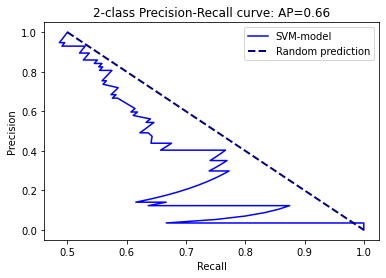 2-class Precision-Recall curve: AP=0.66
1.0
0.8
0.6
0.4
0.2
0.0
Precision
SVM-model
Random prediction
0.5
0.6
0.7
0.8
0.9
1.0
Recall